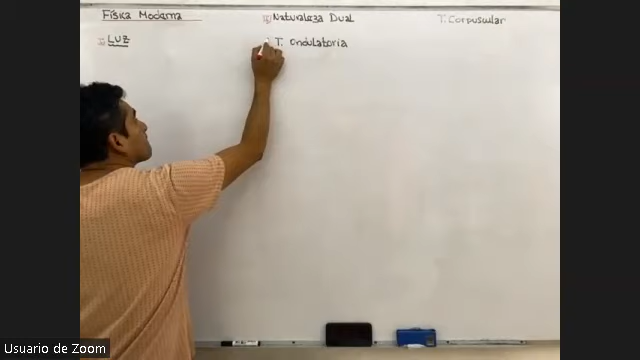 Física Moderna
I) LUZ
Naturaleza Dual
T. Ondulatoria
T. Corpuscular
Usuario de Zoom